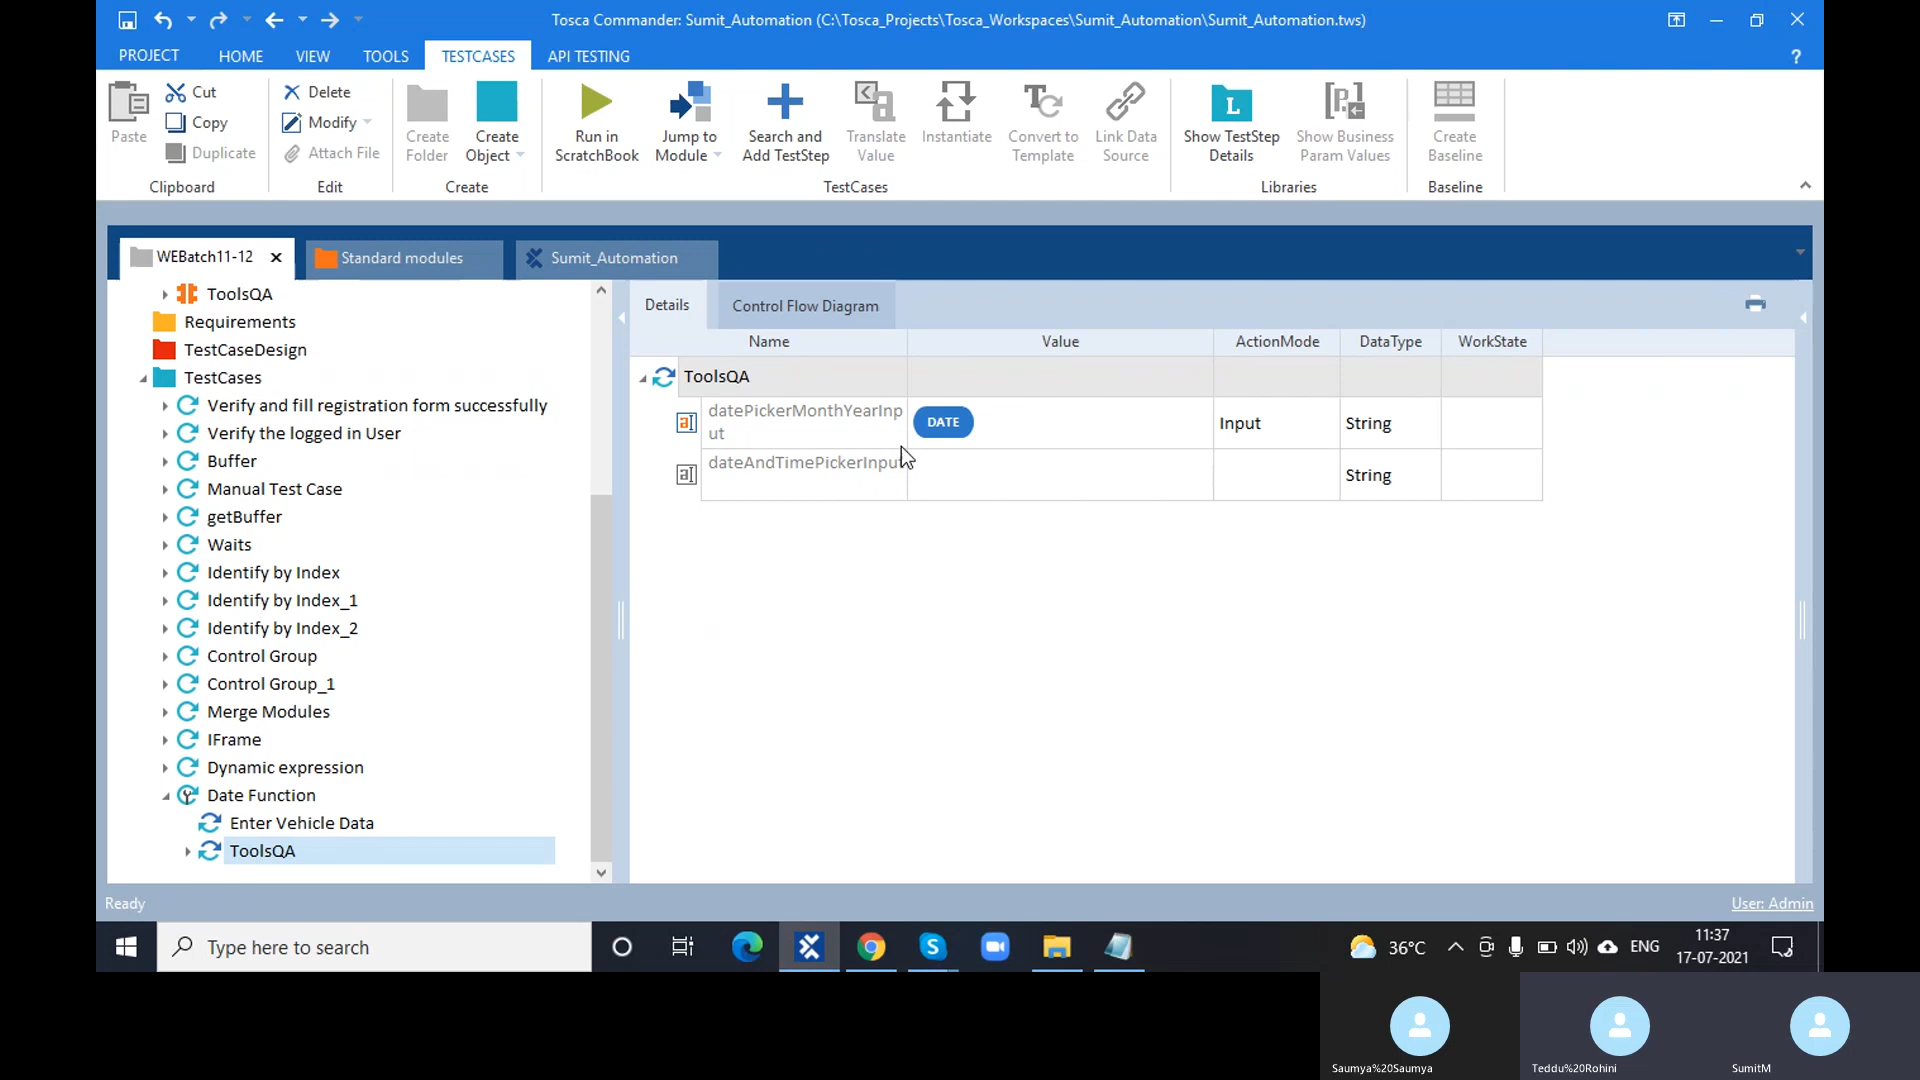 Tosca Commander: Sumit_Automation (C:\Tosca_Projects\Tosca_Workspaces\Sumit_Automation\Sumit_Automation.tws)
PROJECT HOME VIEW TOOLS TESTCASES API TESTING ?
Paste
Cut
Copy
Duplicate
Clipboard
Delete
Modify
Attach File
Edit
Create Folder
Create Object
Create
Run in ScratchBook
Jump to Module
Search and Add TestStep
Translate Value
Instantiate
Convert to Template
Link Data Source
TestCases
Show TestStep Details
Show Business Param Values
Libraries
Create Baseline
Baseline
WEBatch11-12 Standard modules Sumit_Automation
ToolsQA
Requirements
TestCaseDesign
TestCases
Verify and fill registration form successfully
Verify the logged in User
Buffer
Manual Test Case
getBuffer
Waits
Identify by Index
Identify by Index_1
Identify by Index_2
Control Group
Control Group_1
Merge Modules
IFrame
Dynamic expression
Date Function
Enter Vehicle Data
ToolsQA
Details Control Flow Diagram
Name Value ActionMode DataType WorkState
ToolsQA
datePickerMonthYearInp
ut
DATE Input String
dateAndTimePickerInput
String
Ready User: Admin
Type here to search
36°C ENG 11:37
17-07-2021
Saumya%20Saumya Teddu%20Rohini SumitM